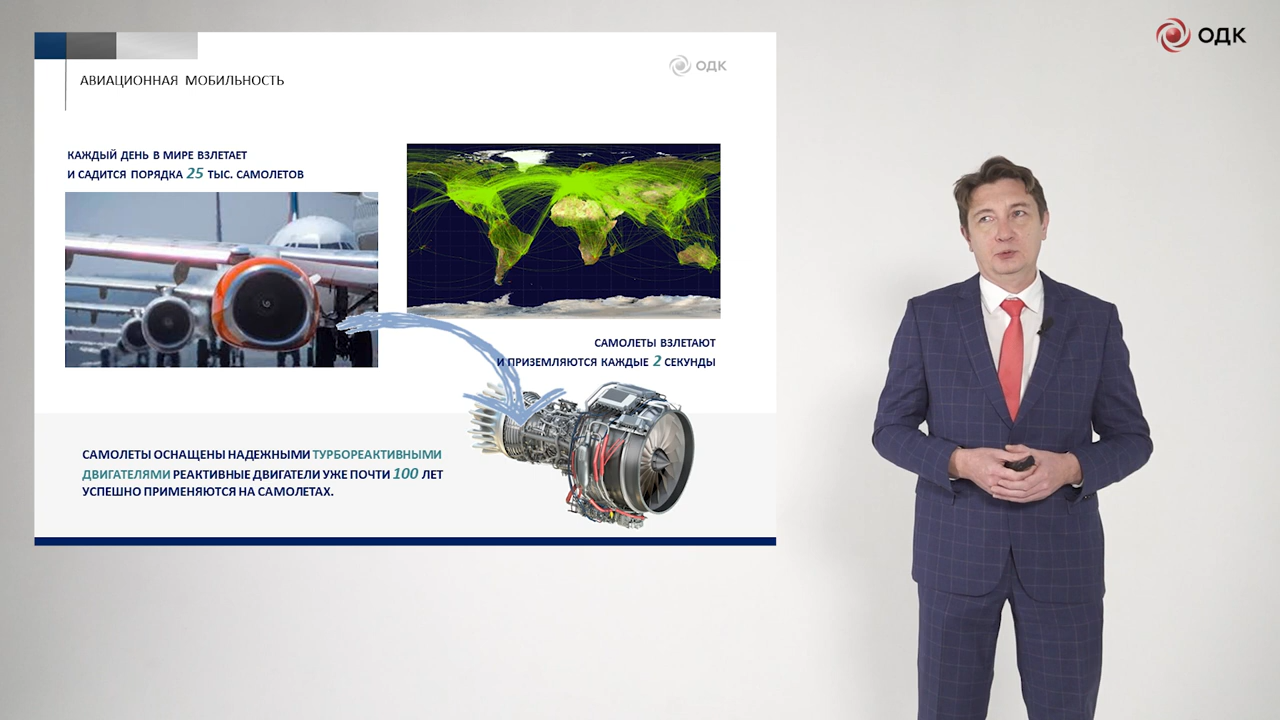 ОДК
АВИАЦИОННАЯ МОБИЛЬНОСТЬ
ОДК
КАЖДЫЙ ДЕНЬ В МИРЕ ВЗЛЕТАЕТ
И САДИТСЯ ПОРЯДКА 25 ТЫС. САМОЛЕТОВ
САМОЛЕТЫ ВЗЛЕТАЮТ
И ПРИЗЕМЛЯЮТСЯ КАЖДЫЕ 2 СЕКУНДЫ
САМОЛЕТЫ ОСНАЩЕНЫ НАДЕЖНЫМИ ТУРБОРЕАКТИВНЫМИ
ДВИГАТЕЛЯМИ РЕАКТИВНЫЕ ДВИГАТЕЛИ УЖЕ ПОЧТИ 100 ЛЕТ
УСПЕШНО ПРИМЕНЯЮТСЯ НА САМОЛЕТАХ.